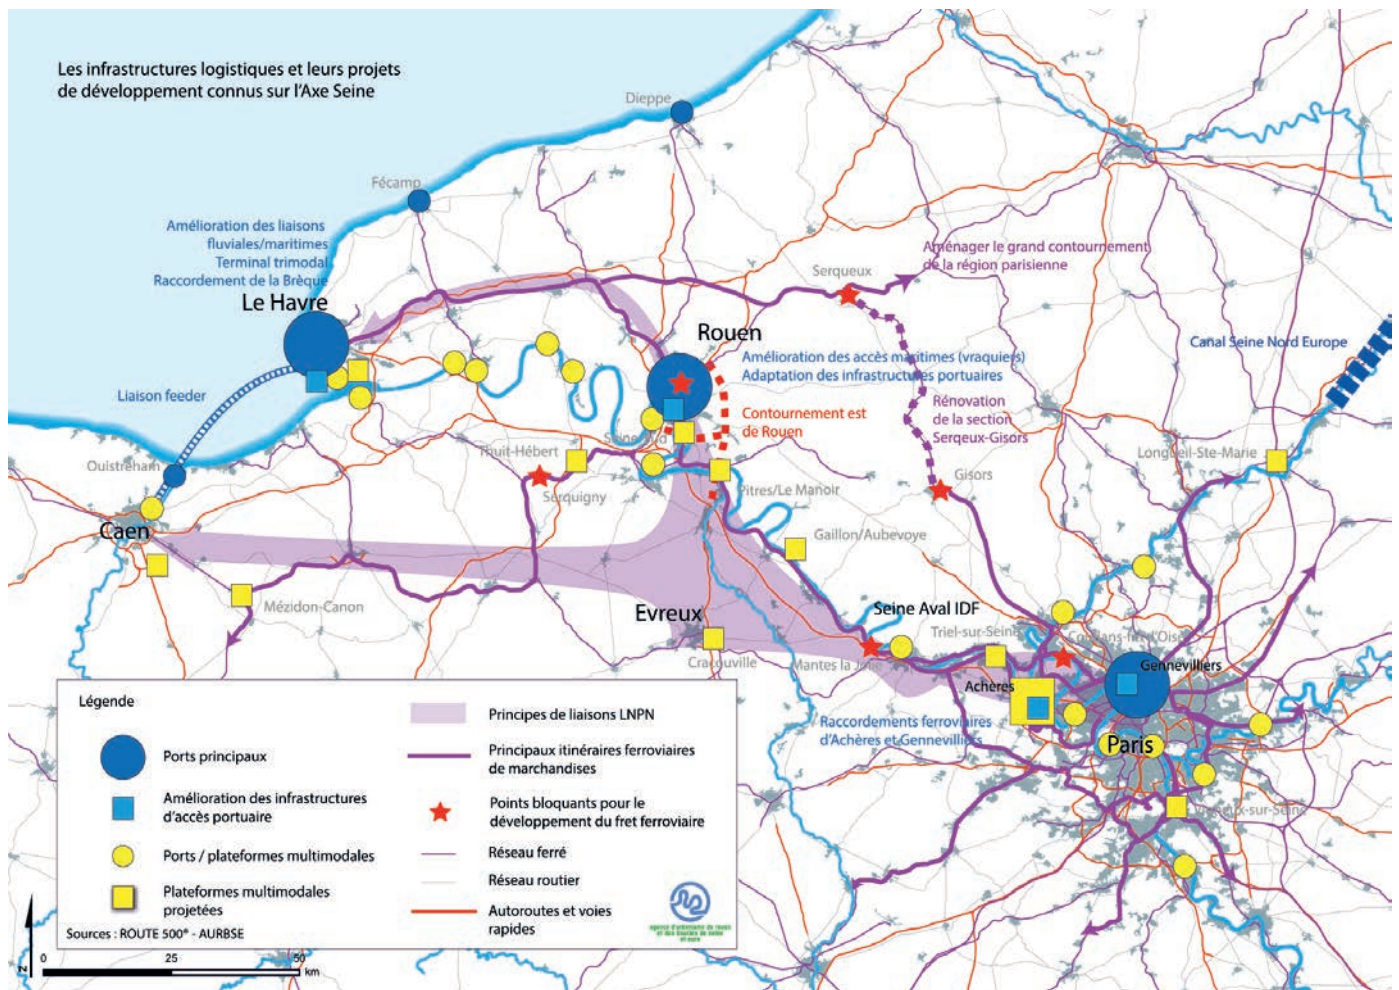 Les infrastructures logistiques et leurs projets
de développement connus sur l'Axe Seine
Dieppe
Fécamp
Amélioration des liaisons
fluviales/maritimes
Terminal trimodal
Raccordement de la Brèque
Le Havre
Aménager le grand contournement
de la région parisienne
Serqueux
Rouen
Amélioration des accès maritimes (vraquiers)
Adaptation des infrastructures portuaires
Canal Seine Nord Europe
Liaison feeder
Contournement est
de Rouen
Rénovation
de la section
Serqeux-Gisors
Seine Sud
Thuit-Hébert
Longueil-Ste-Marie
Ouistreham
Serquigny
Gisors
Pitres/Le Manoir
Caen
Gaillon/Aubevoye
Mézidon-Canon
Evreux
Seine Aval IDF
Triel-sur-Seine
Cracouville
Mantes la Jolie
Gennevilliers
Achères
Raccordements ferroviaires
d'Achères et Gennevilliers
Paris
Légende
Ports principaux
Amélioration des infrastructures
d'accès portuaire
Ports / plateformes multimodales
Plateformes multimodales
projetées
Principes de liaisons LNPN
Principaux itinéraires ferroviaires
de marchandises
Points bloquants pour le
développement du fret ferroviaire
Réseau ferré
Réseau routier
Autoroutes et voies
rapides
Sources : ROUTE 500® - AURBSE
N
0 25 50
km